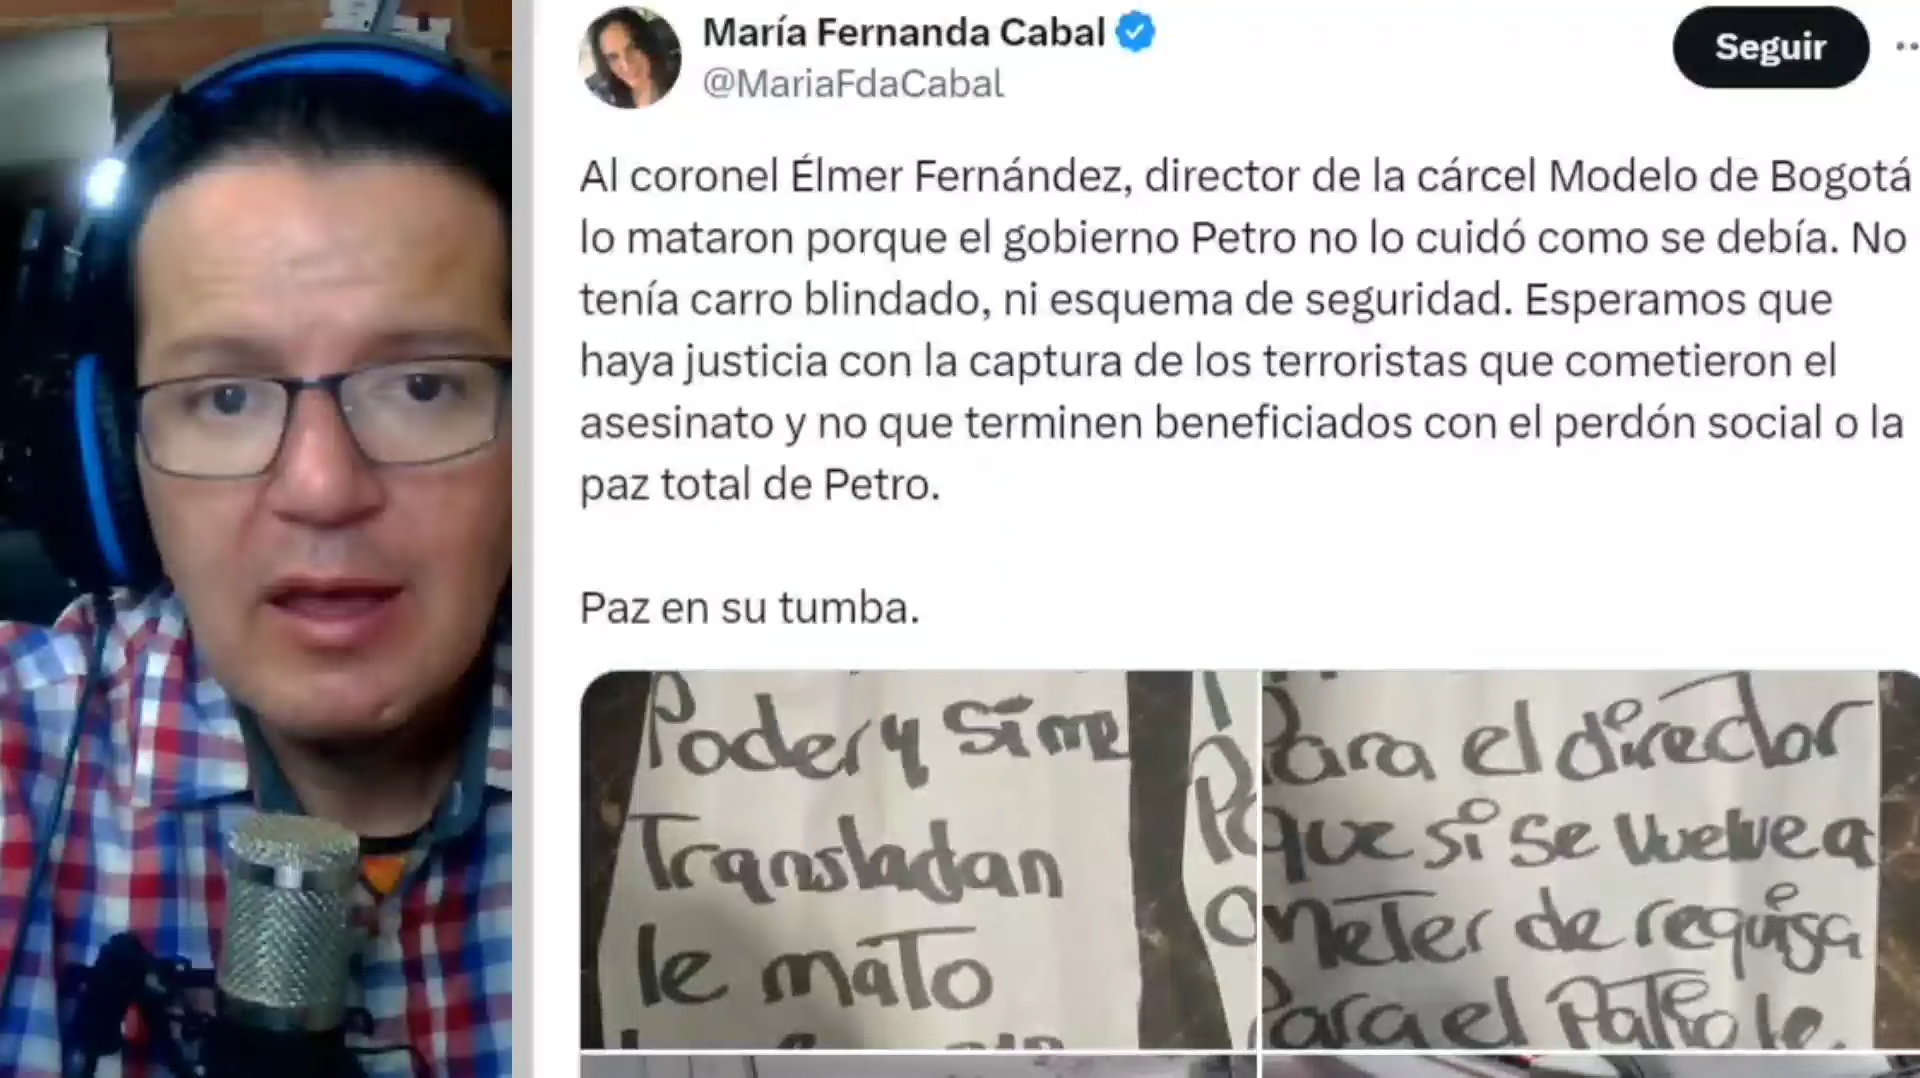 María Fernanda Cabal
@MariaFdaCabal
Seguir
Al coronel Élmer Fernández, director de la cárcel Modelo de Bogotá
lo mataron porque el gobierno Petro no lo cuidó como se debía. No
tenía carro blindado, ni esquema de seguridad. Esperamos que
haya justicia con la captura de los terroristas que cometieron el
asesinato y no que terminen beneficiados con el perdón social o la
paz total de Petro.
Paz en su tumba.
Poder y si me
Transladan
le mato
Para el director
que si se vuelve a
meter de requisa
Para el Patio le